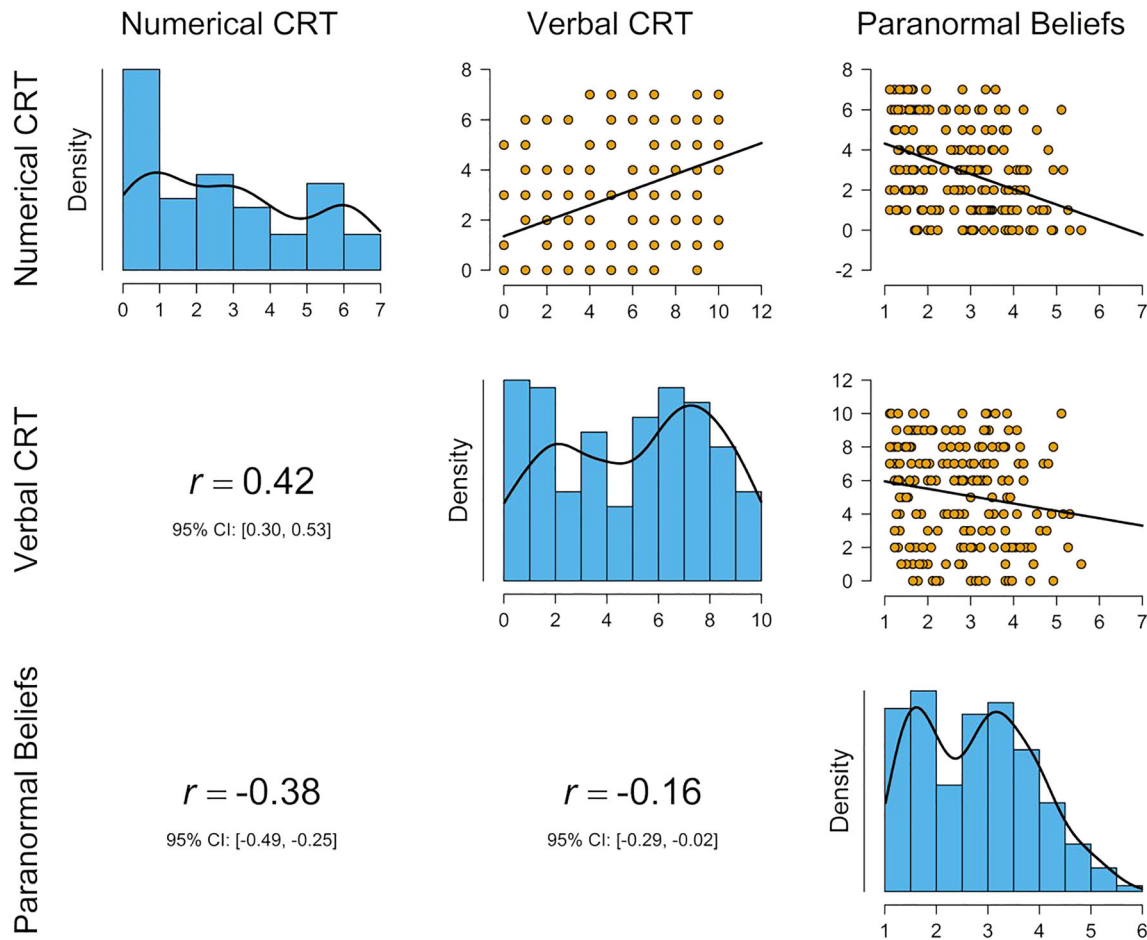 Numerical CRT
Verbal CRT
Paranormal Beliefs
Numerical CRT
Density
0 1 2 3 4 5 6 7
8
6
4
2
0
0 2 4 6 8 10 12
8
6
4
2
0
-2
1 2 3 4 5 6 7
Verbal CRT
r = 0.42
95% CI: [0.30, 0.53]
Density
0 2 4 6 8 10
12
10
8
6
4
2
0
1 2 3 4 5 6 7
Paranormal Beliefs
r = -0.38
95% CI: [-0.49, -0.25]
r = -0.16
95% CI: [-0.29, -0.02]
Density
1 2 3 4 5 6